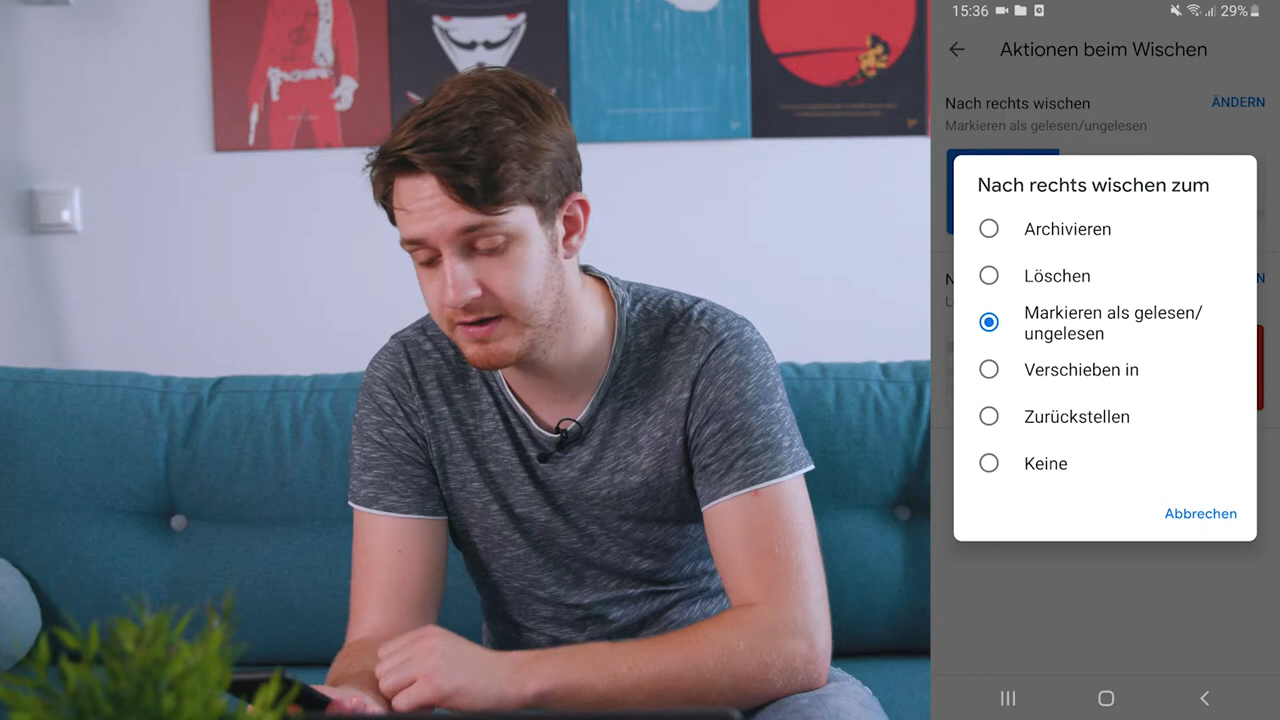 15:36
29%
Aktionen beim Wischen
Nach rechts wischen
ÄNDERN
Markieren als gelesen/ungelesen
Nach rechts wischen zum
Archivieren
Löschen
Markieren als gelesen/
ungelesen
Verschieben in
Zurückstellen
Keine
Abbrechen